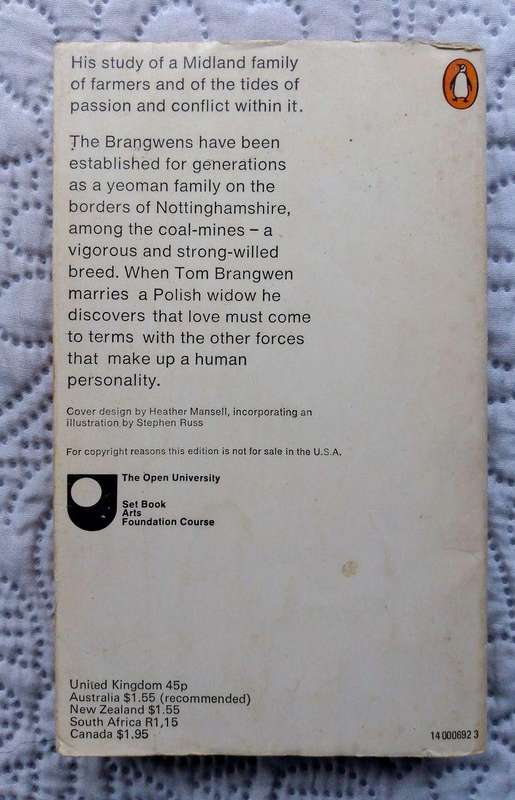 His study of a Midland family
of farmers and of the tides of
passion and conflict within it.
The Brangwens have been
established for generations
as a yeoman family on the
borders of Nottinghamshire,
among the coal-mines – a
vigorous and strong-willed
breed. When Tom Brangwen
marries a Polish widow he
discovers that love must come
to terms with the other forces
that make up a human
personality.
Cover design by Heather Mansell, incorporating an
illustration by Stephen Russ
For copyright reasons this edition is not for sale in the U.S.A.
The Open University
Set Book
Arts
Foundation Course
United Kingdom 45p
Australia $1.55 (recommended)
New Zealand $1.55
South Africa R1,15
Canada $1.95
14 000692 3